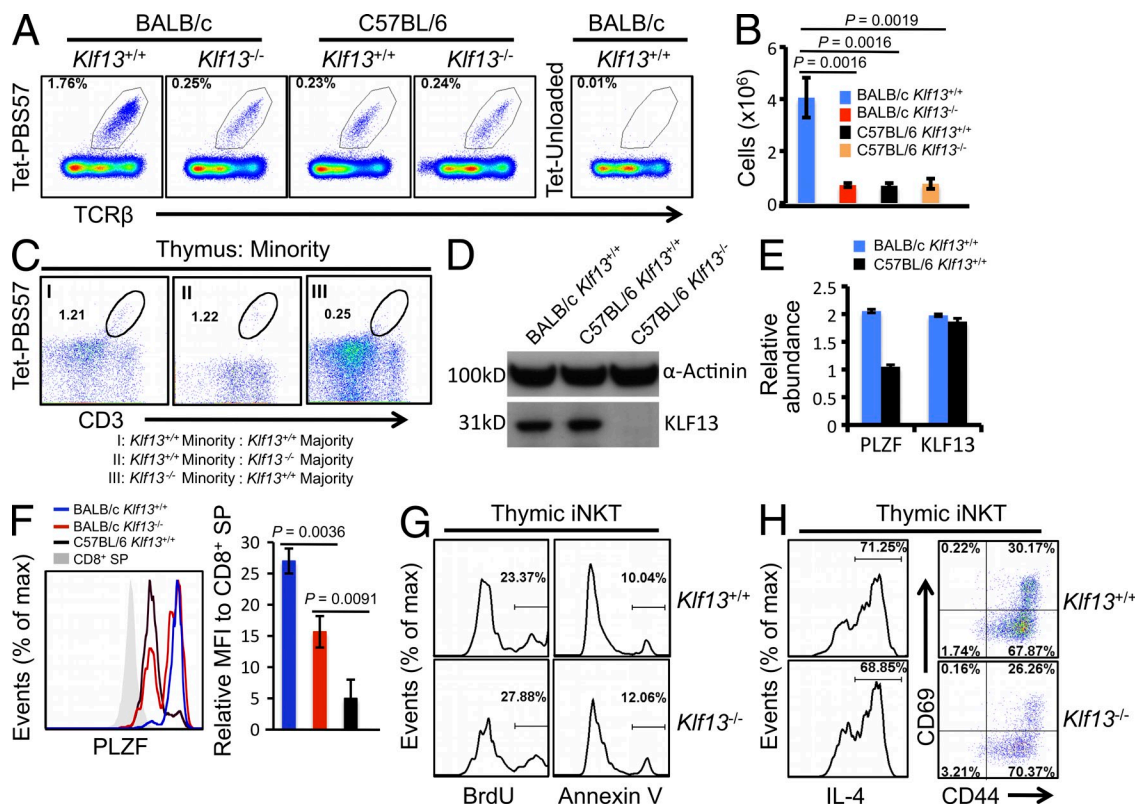 A
BALB/c
C57BL/6
BALB/c
Klf13+/+
Klf13-/-
Klf13+/+
Klf13-/-
Klf13+/+
Tet-PBS57
1.76%
0.25%
0.23%
0.24%
Tet-Unloaded
0.01%
TCRβ
B
P = 0.0019
P = 0.0016
P = 0.0016
Cells (x10⁶)
6
4
2
0
BALB/c Klf13+/+
BALB/c Klf13-/-
C57BL/6 Klf13+/+
C57BL/6 Klf13-/-
C
Thymus: Minority
Tet-PBS57
I
1.21
II
1.22
III
0.25
CD3
I: Klf13+/+ Minority : Klf13+/+ Majority
II: Klf13+/+ Minority : Klf13-/- Majority
III: Klf13-/- Minority : Klf13+/+ Majority
D
BALB/c Klf13+/+
C57BL/6 Klf13+/+
C57BL/6 Klf13-/-
100kD
α-Actinin
31kD
KLF13
E
BALB/c Klf13+/+
C57BL/6 Klf13+/+
Relative
abundance
2.5
2
1.5
1
0.5
0
PLZF
KLF13
F
BALB/c Klf13+/+
BALB/c Klf13-/-
C57BL/6 Klf13+/+
CD8+ SP
Events (% of max)
PLZF
Relative MFI to CD8+ SP
P = 0.0036
P = 0.0091
30
25
20
15
10
5
0
G
Thymic iNKT
Events (% of max)
23.37%
10.04%
Klf13+/+
Events (% of max)
27.88%
12.06%
Klf13-/-
BrdU
Annexin V
H
Thymic iNKT
Events (% of max)
71.25%
0.22%
30.17%
1.74%
67.87%
Klf13+/+
Events (% of max)
68.85%
0.16%
26.26%
3.21%
70.37%
Klf13-/-
CD69
IL-4
CD44